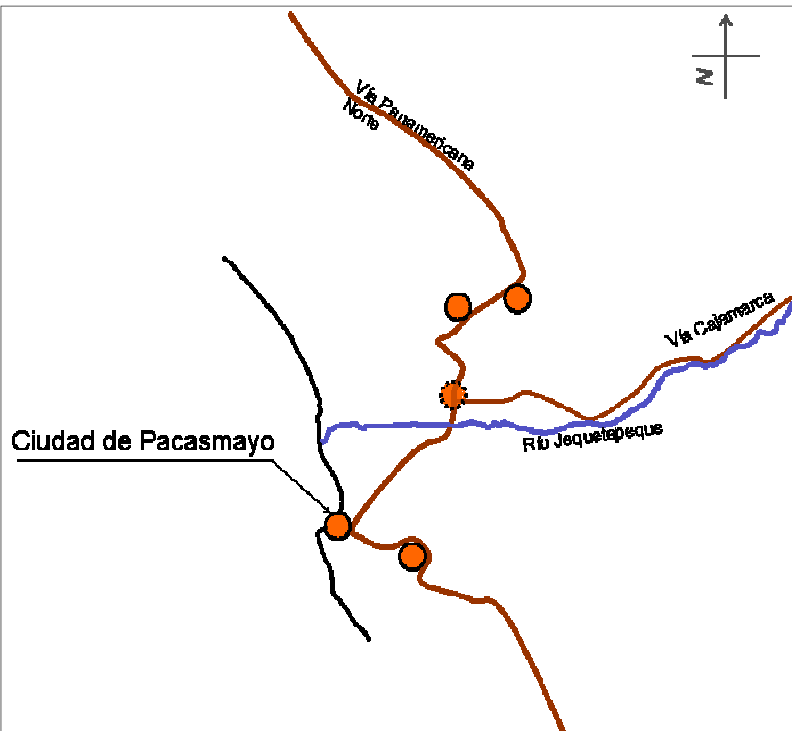 N
Vía Panamericana
Norte
Vía Cajamarca
Río Jequetepeque
Ciudad de Pacasmayo